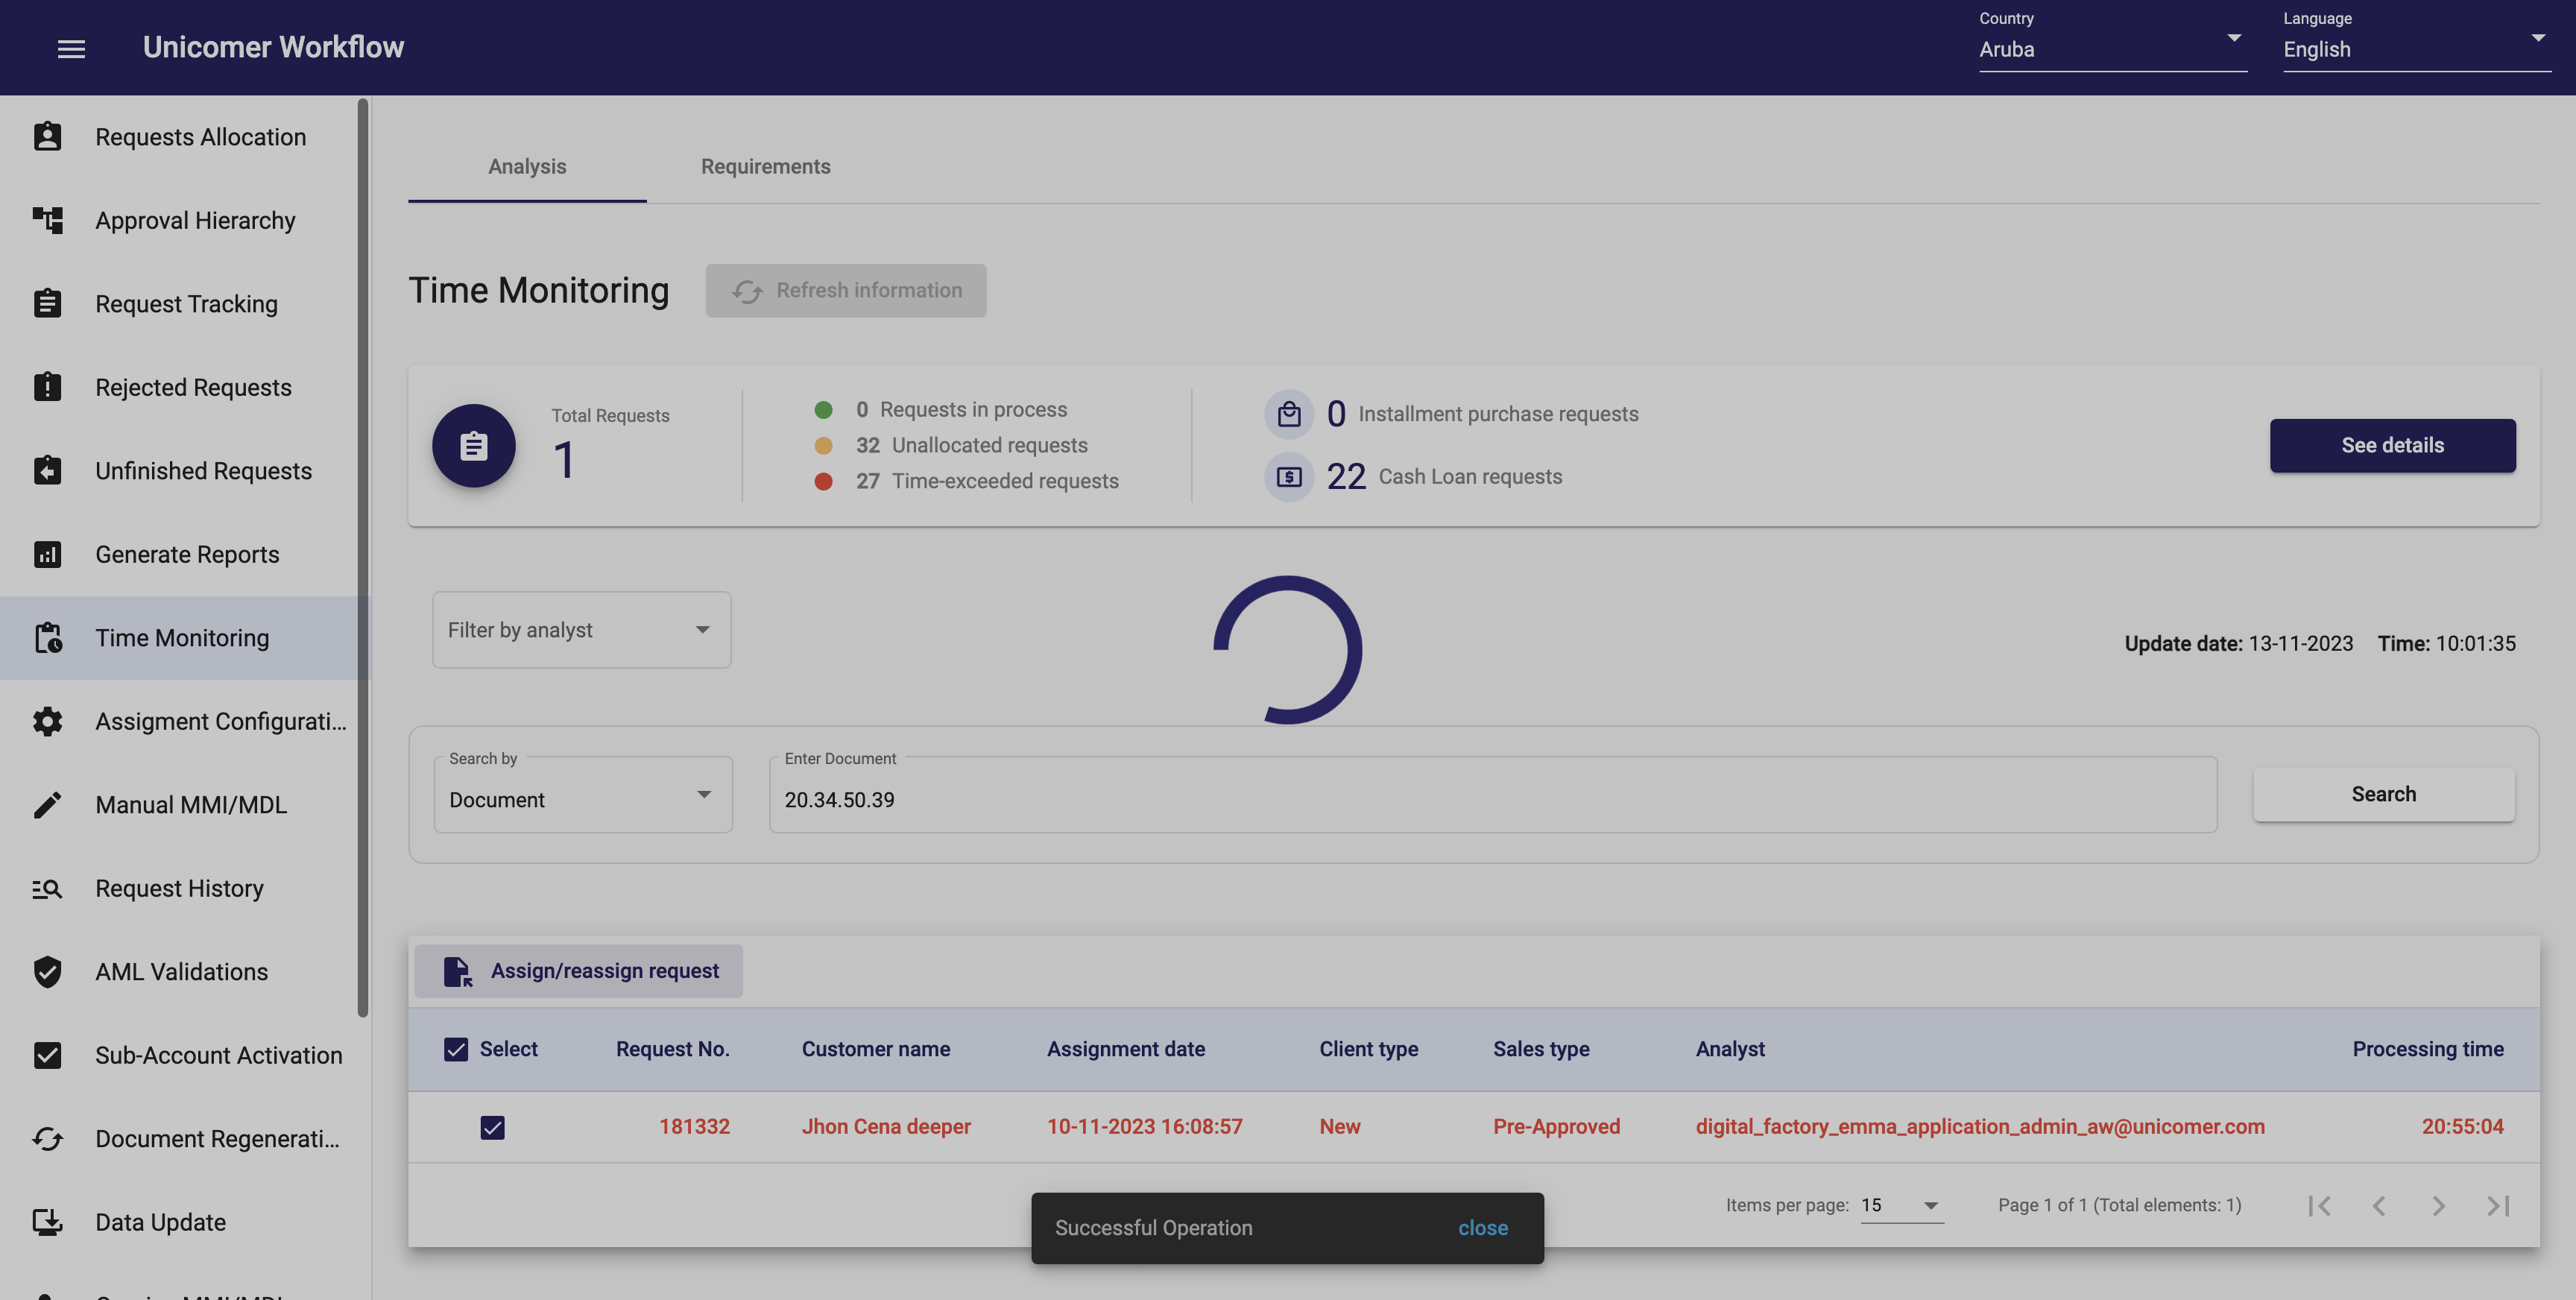 Unicomer Workflow
Country
Aruba
Language
English
Requests Allocation
Approval Hierarchy
Request Tracking
Rejected Requests
Unfinished Requests
Generate Reports
Time Monitoring
Assigment Configurati...
Manual MMI/MDL
Request History
AML Validations
Sub-Account Activation
Document Regenerati...
Data Update
Analysis
Requirements
Time Monitoring
Refresh information
Total Requests
1
0 Requests in process
32 Unallocated requests
27 Time-exceeded requests
0 Installment purchase requests
22 Cash Loan requests
See details
Filter by analyst
Update date: 13-11-2023 Time: 10:01:35
Search by
Document
Enter Document
20.34.50.39
Search
Assign/reassign request
Select Request No. Customer name Assignment date Client type Sales type Analyst Processing time
181332 Jhon Cena deeper 10-11-2023 16:08:57 New Pre-Approved digital_factory_emma_application_admin_aw@unicomer.com 20:55:04
Items per page: 15 Page 1 of 1 (Total elements: 1)
Successful Operation close